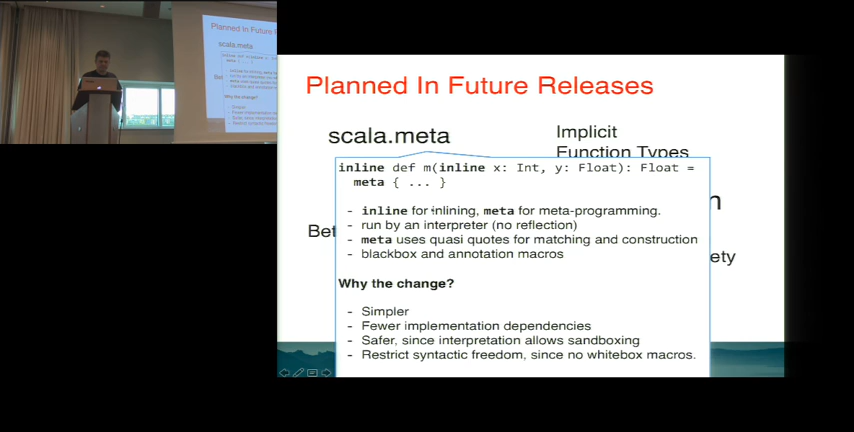 Planned In Future Releases
scala.meta
Implicit
Function Types
inline def m(inline x: Int, y: Float): Float =
meta { ... }
- inline for inlining, meta for meta-programming.
- run by an interpreter (no reflection)
- meta uses quasi quotes for matching and construction
- blackbox and annotation macros
Why the change?
- Simpler
- Fewer implementation dependencies
- Safer, since interpretation allows sandboxing
- Restrict syntactic freedom, since no whitebox macros.